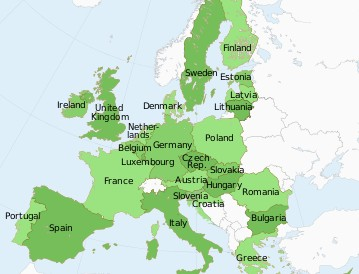 Finland
Sweden
Estonia
Latvia
Lithuania
Denmark
Ireland
United
Kingdom
Nether-
lands
Poland
Belgium
Germany
Luxembourg
Czech
Rep.
Slovakia
France
Austria
Hungary
Slovenia
Romania
Croatia
Portugal
Spain
Italy
Bulgaria
Greece